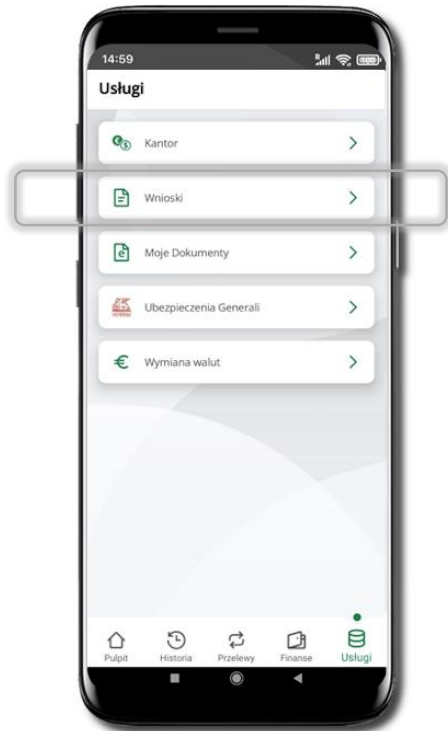 14:59
Usługi
Kantor
Wnioski
Moje Dokumenty
Ubezpieczenia Generali
Wymiana walut
Pulpit Historia Przelewy Finanse Usługi